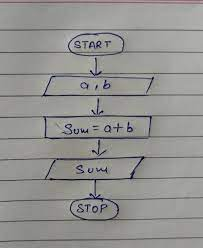 START
a, b
Sum = a+b
Sum
STOP